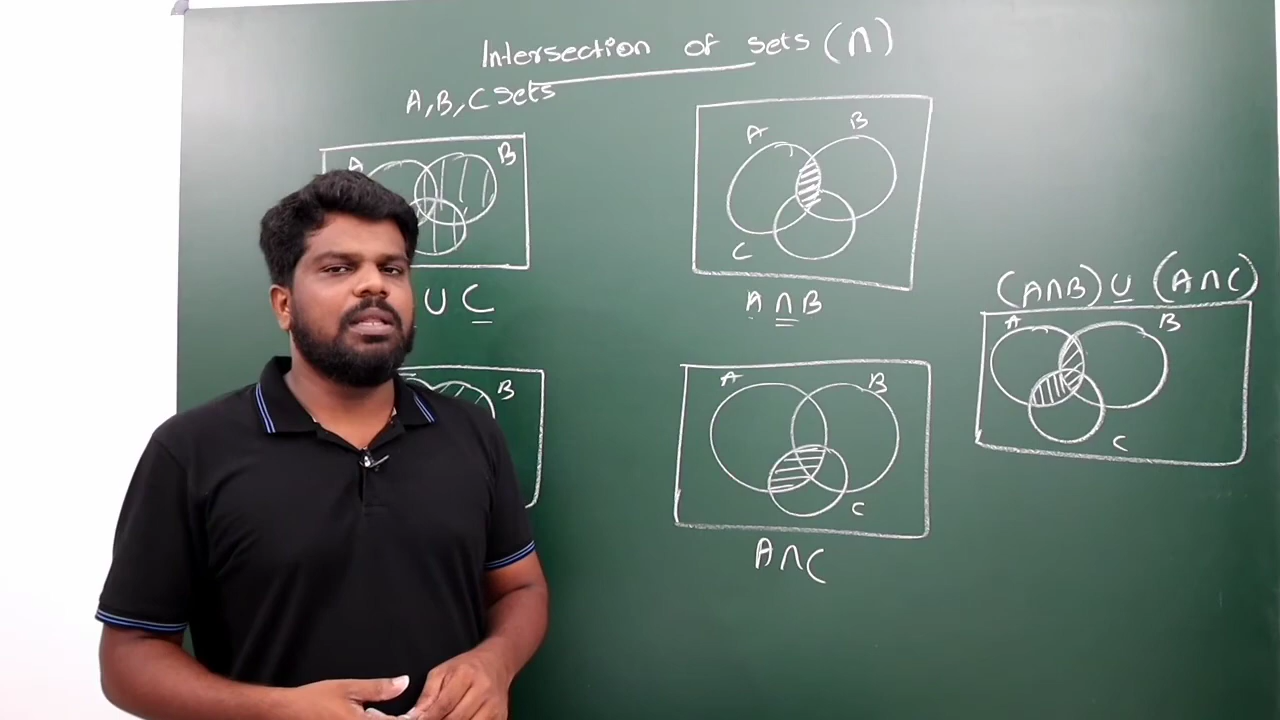 Intersection of sets (∩)
A, B, C sets
A B
∪ C
B
A B
C
A ∩ B
A B
C
A∩C
(A∩B) ∪ (A∩C)
A B
C